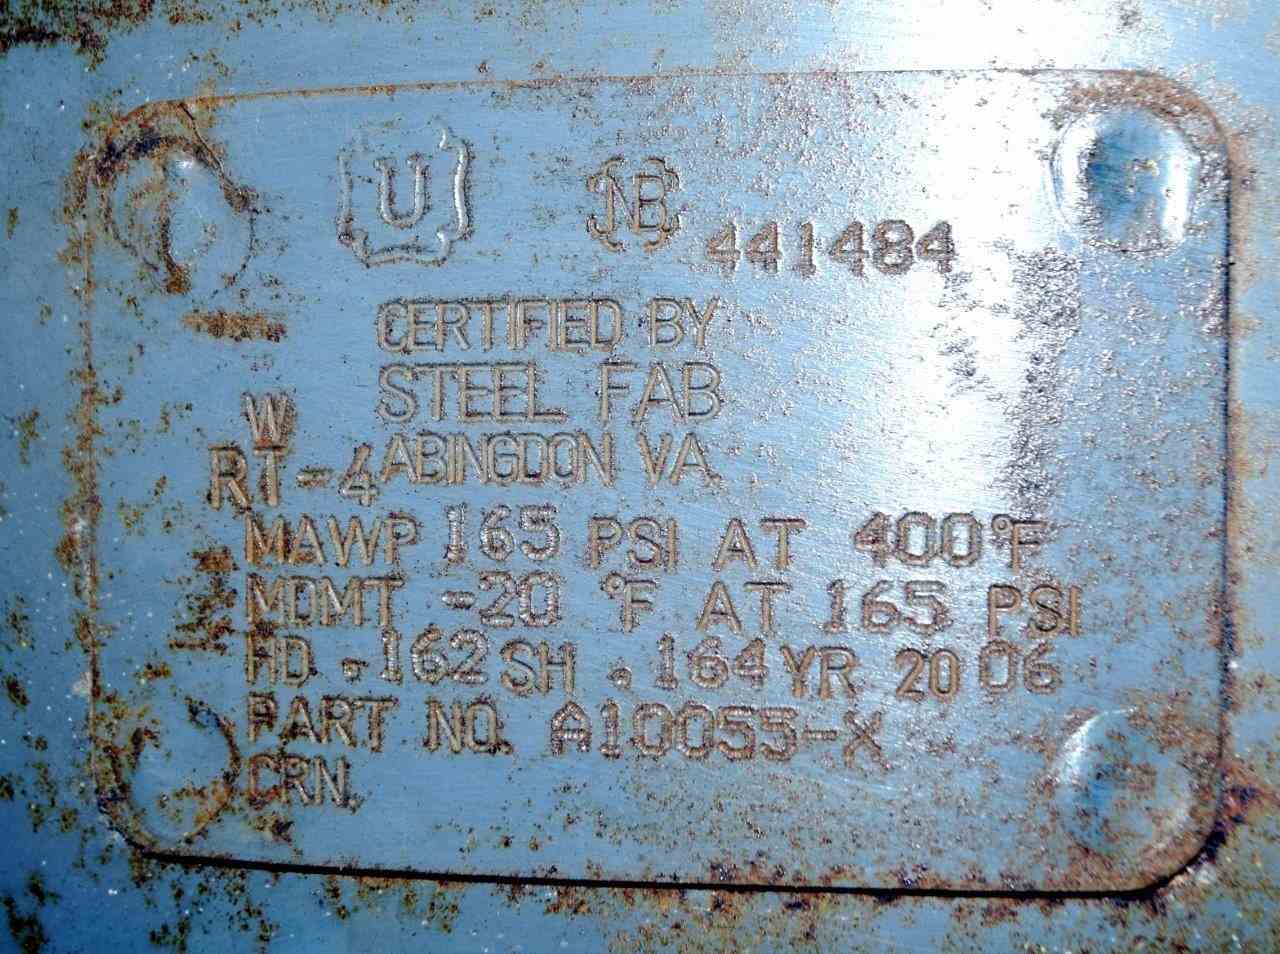 U NB 441484
CERTIFIED BY
STEEL FAB
ABINGDON VA.
W
RT-4
MAWP 165 PSI AT 400°F
MDMT -20 °F AT 165 PSI
HD .162 SH .164 YR 2006
PART NO. A10055-X
CRN.